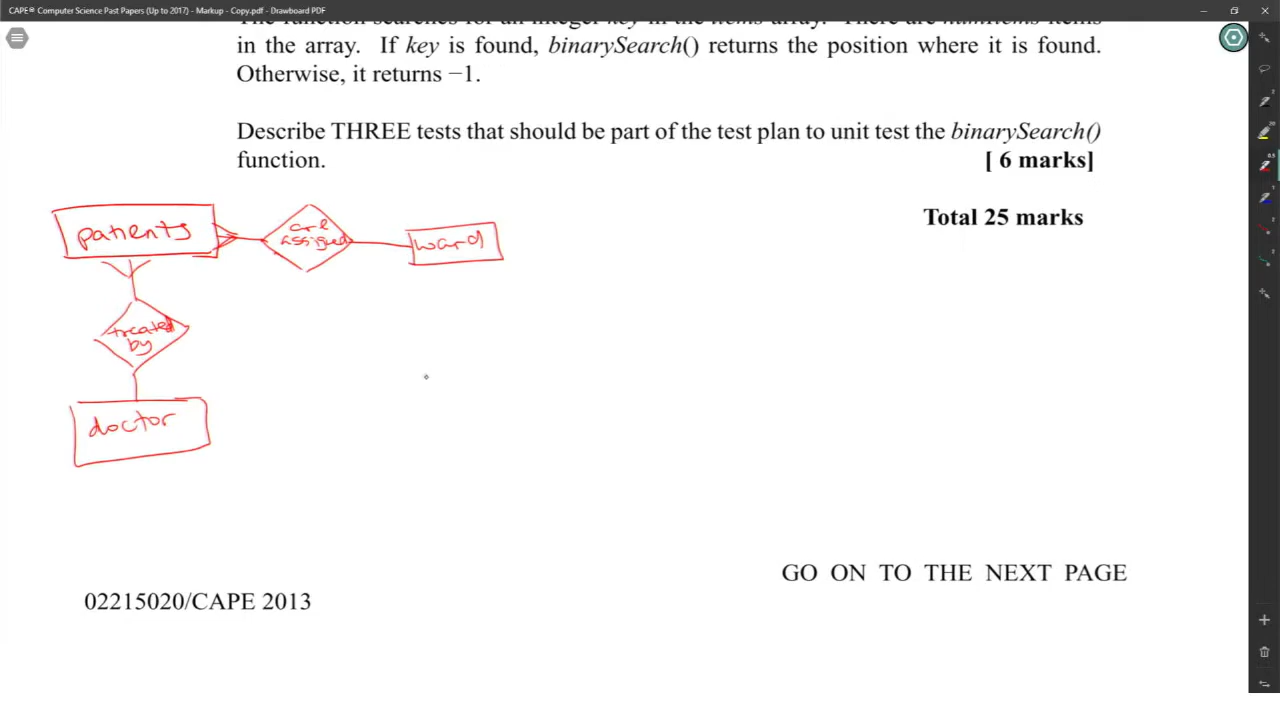 CAPE® Computer Science Past Papers (Up to 2017) - Markup - Copy.pdf - Drawboard PDF
in the array. If key is found, binarySearch() returns the position where it is found.
Otherwise, it returns −1.
Describe THREE tests that should be part of the test plan to unit test the binarySearch()
function. [ 6 marks]
Total 25 marks
patients
are
assigned
ward
treated
by
doctor
GO ON TO THE NEXT PAGE
02215020/CAPE 2013